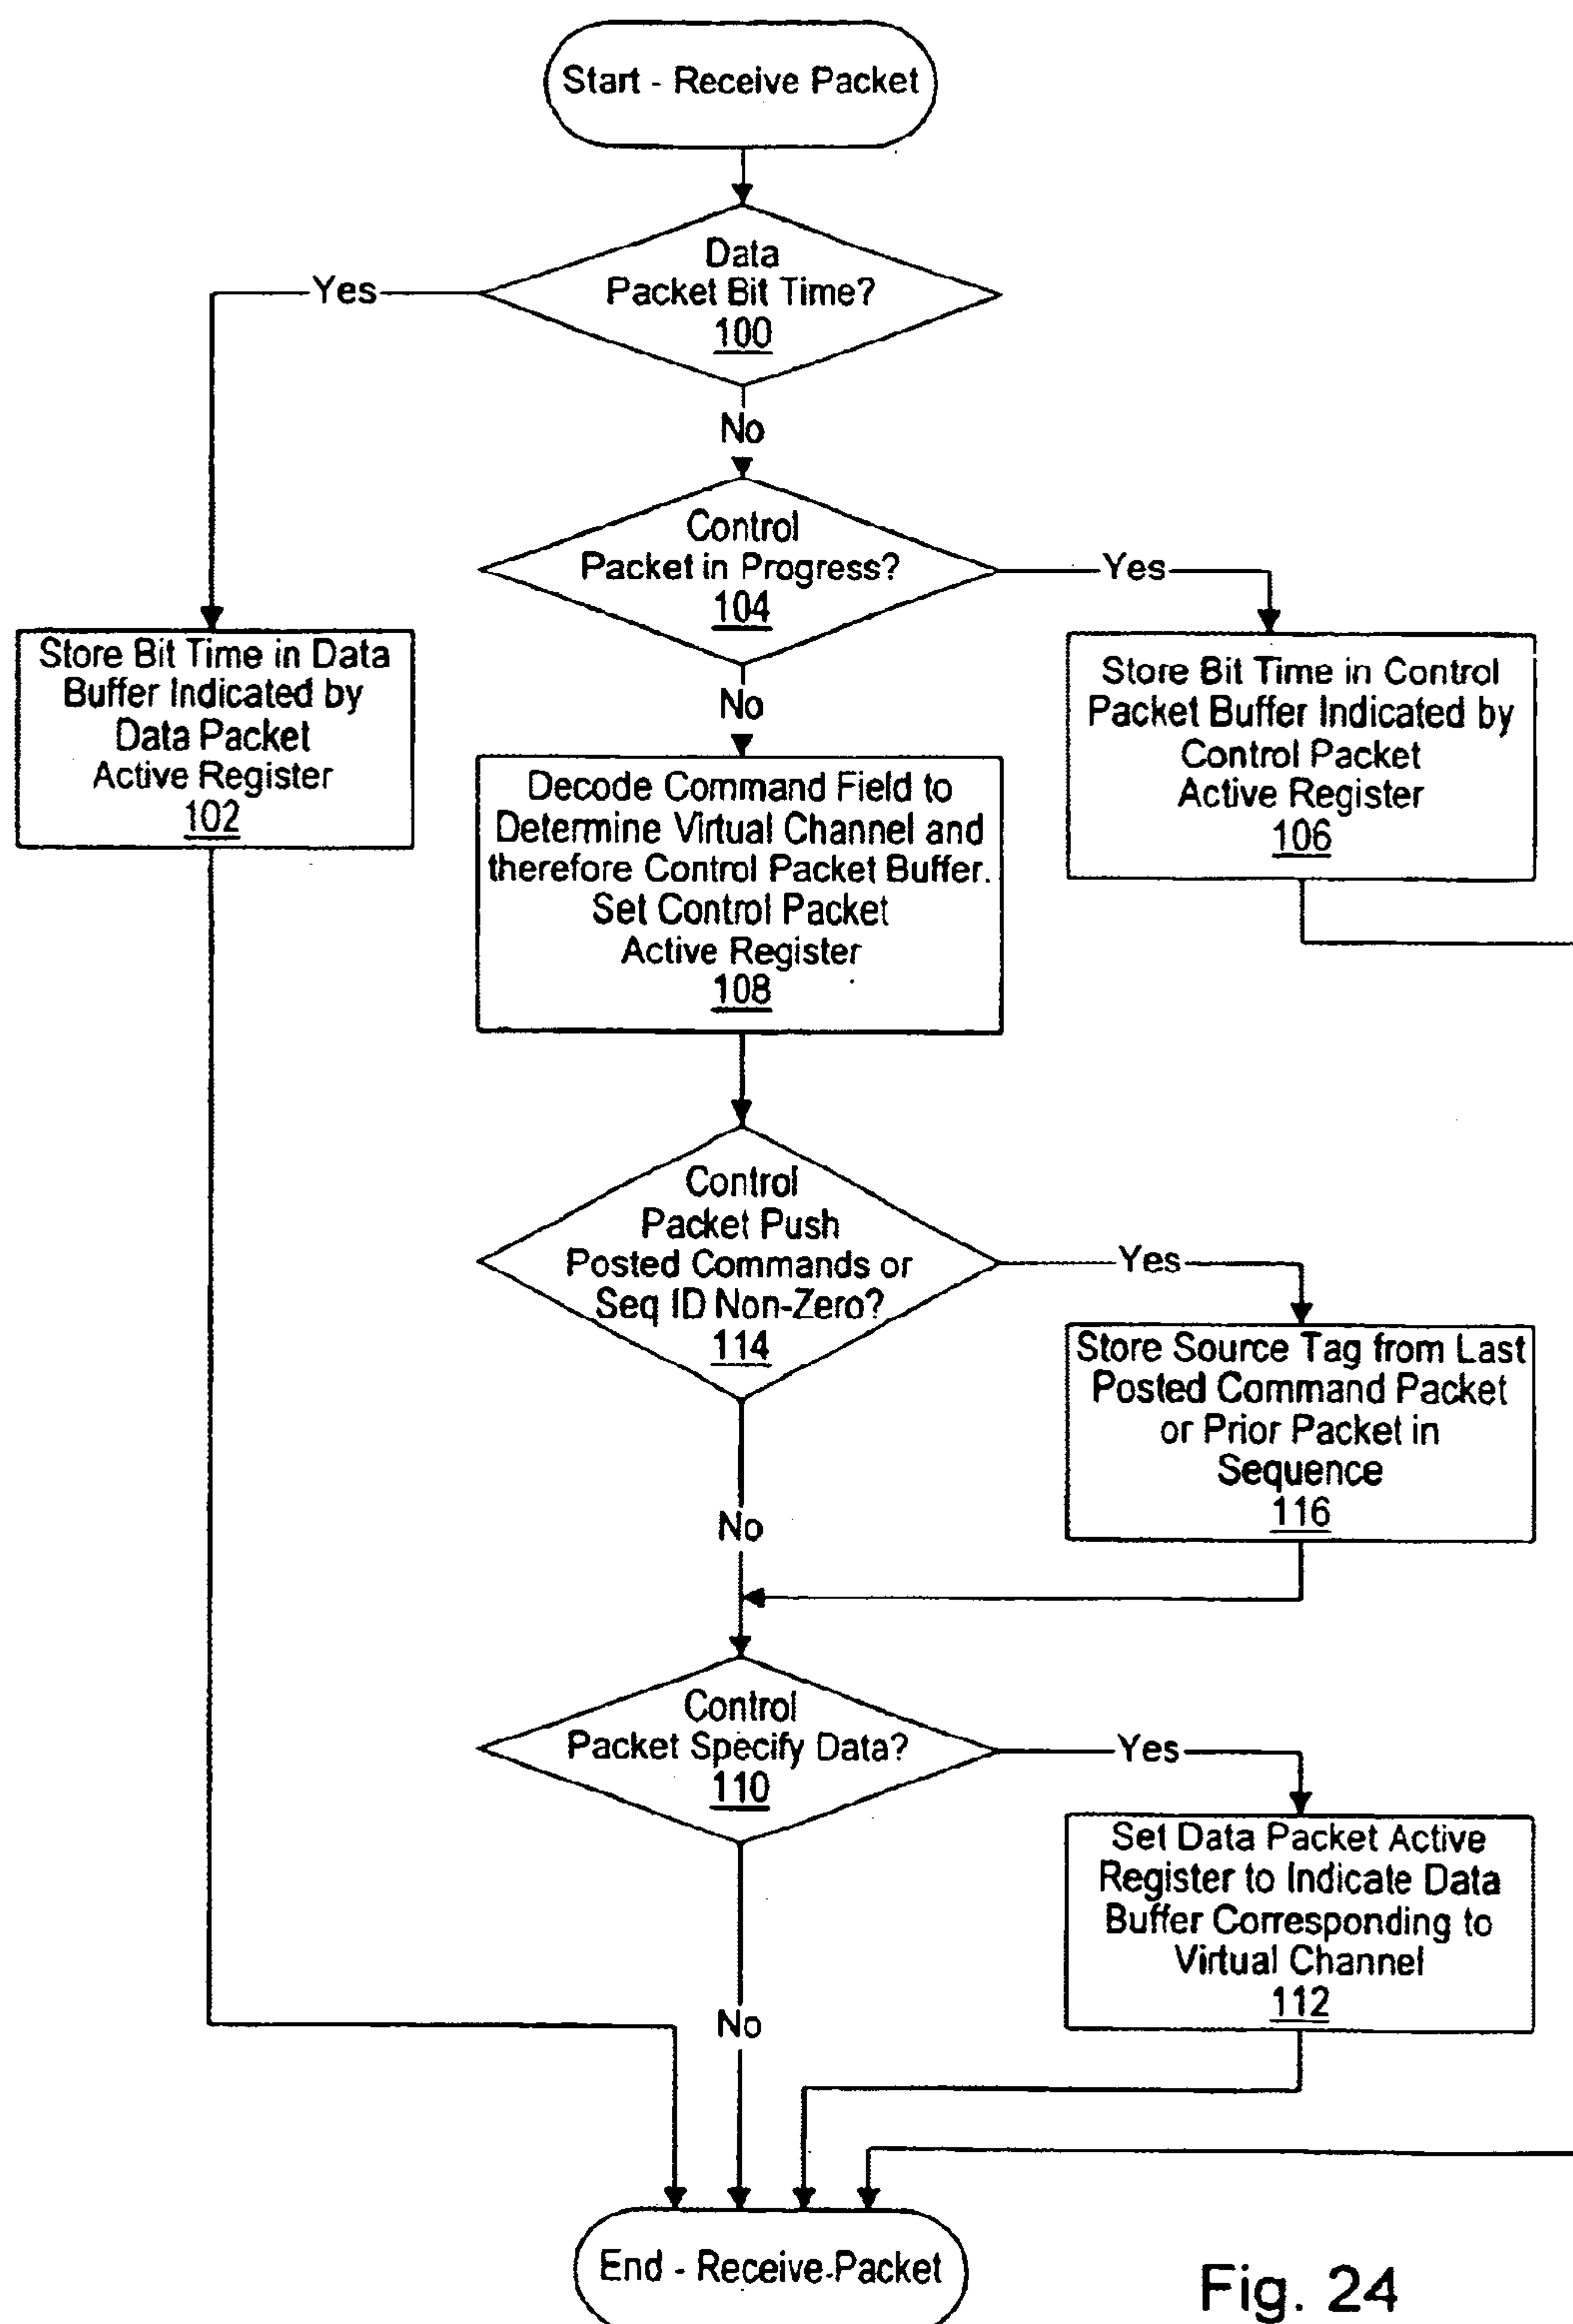 Start - Receive Packet
Data
Packet Bit Time?
100
Yes
No
Control
Packet in Progress?
104
Yes
No
Store Bit Time in Data
Buffer Indicated by
Data Packet
Active Register
102
Store Bit Time in Control
Packet Buffer Indicated by
Control Packet
Active Register
106
Decode Command Field to
Determine Virtual Channel and
therefore Control Packet Buffer.
Set Control Packet
Active Register
108
Control
Packet Push
Posted Commands or
Seq ID Non-Zero?
114
Yes
No
Store Source Tag from Last
Posted Command Packet
or Prior Packet in
Sequence
116
Control
Packet Specify Data?
110
Yes
No
Set Data Packet Active
Register to Indicate Data
Buffer Corresponding to
Virtual Channel
112
End - Receive-Packet
Fig. 24